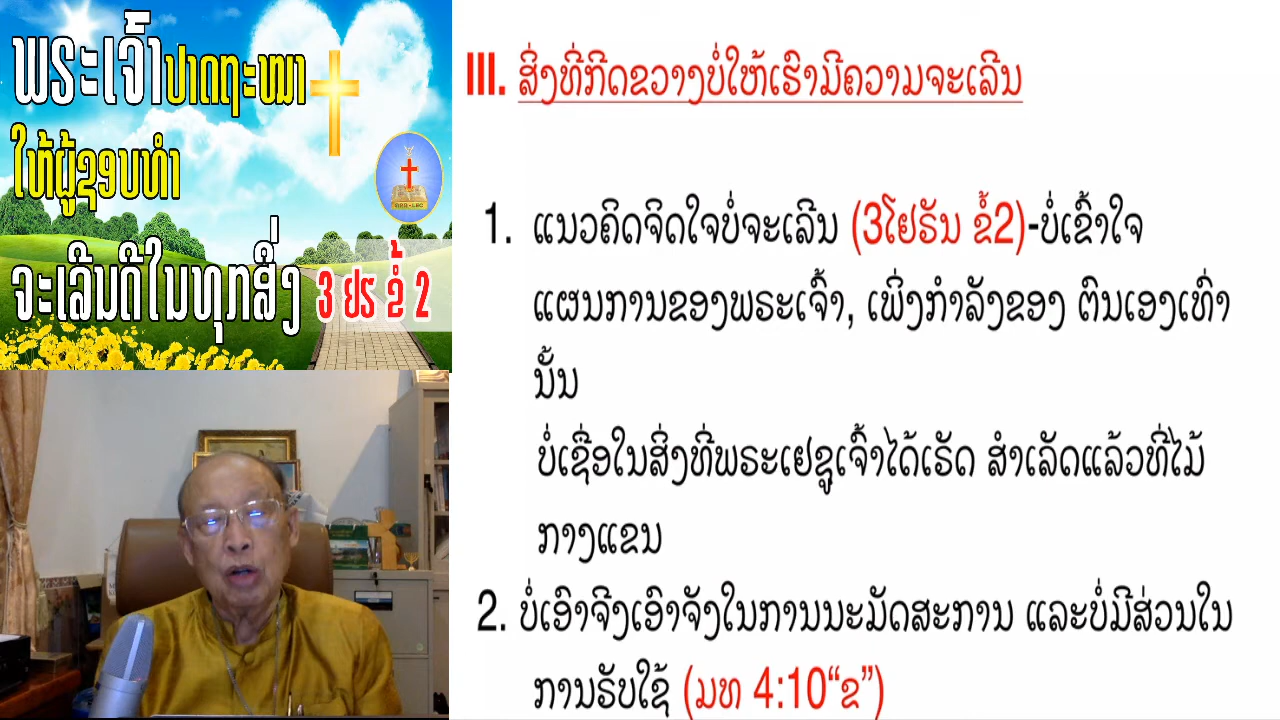 ພຣະເຈົ້າປາດຖະໜາ
ໃຫ້ຜູ້ຊອບທຳ
ຈະເລີນດີໃນທຸກສິ່ງ 3 ຢຮ ຂໍ້ 2
III. ສິ່ງທີ່ກີດຂວາງບໍ່ໃຫ້ເຮົາມີຄວາມຈະເລີນ
1. ແນວຄິດຈິດໃຈບໍ່ຈະເລີນ (3ໂຢຮັນ ຂໍ້2)-ບໍ່ເຂົ້າໃຈ
ແຜນການຂອງພຣະເຈົ້າ, ເພິ່ງກຳລັງຂອງ ຕົນເອງເທົ່າ
ນັ້ນ
ບໍ່ເຊື່ອໃນສິ່ງທີ່ພຣະເຢຊູເຈົ້າໄດ້ເຮັດ ສຳເລັດແລ້ວທີ່ໄມ້
ກາງແຂນ
2. ບໍ່ເອົາຈີງເອົາຈັງໃນການນະມັດສະການ ແລະບໍ່ມີສ່ວນໃນ
ການຮັບໃຊ້ (ມທ 4:10“ຂ”)